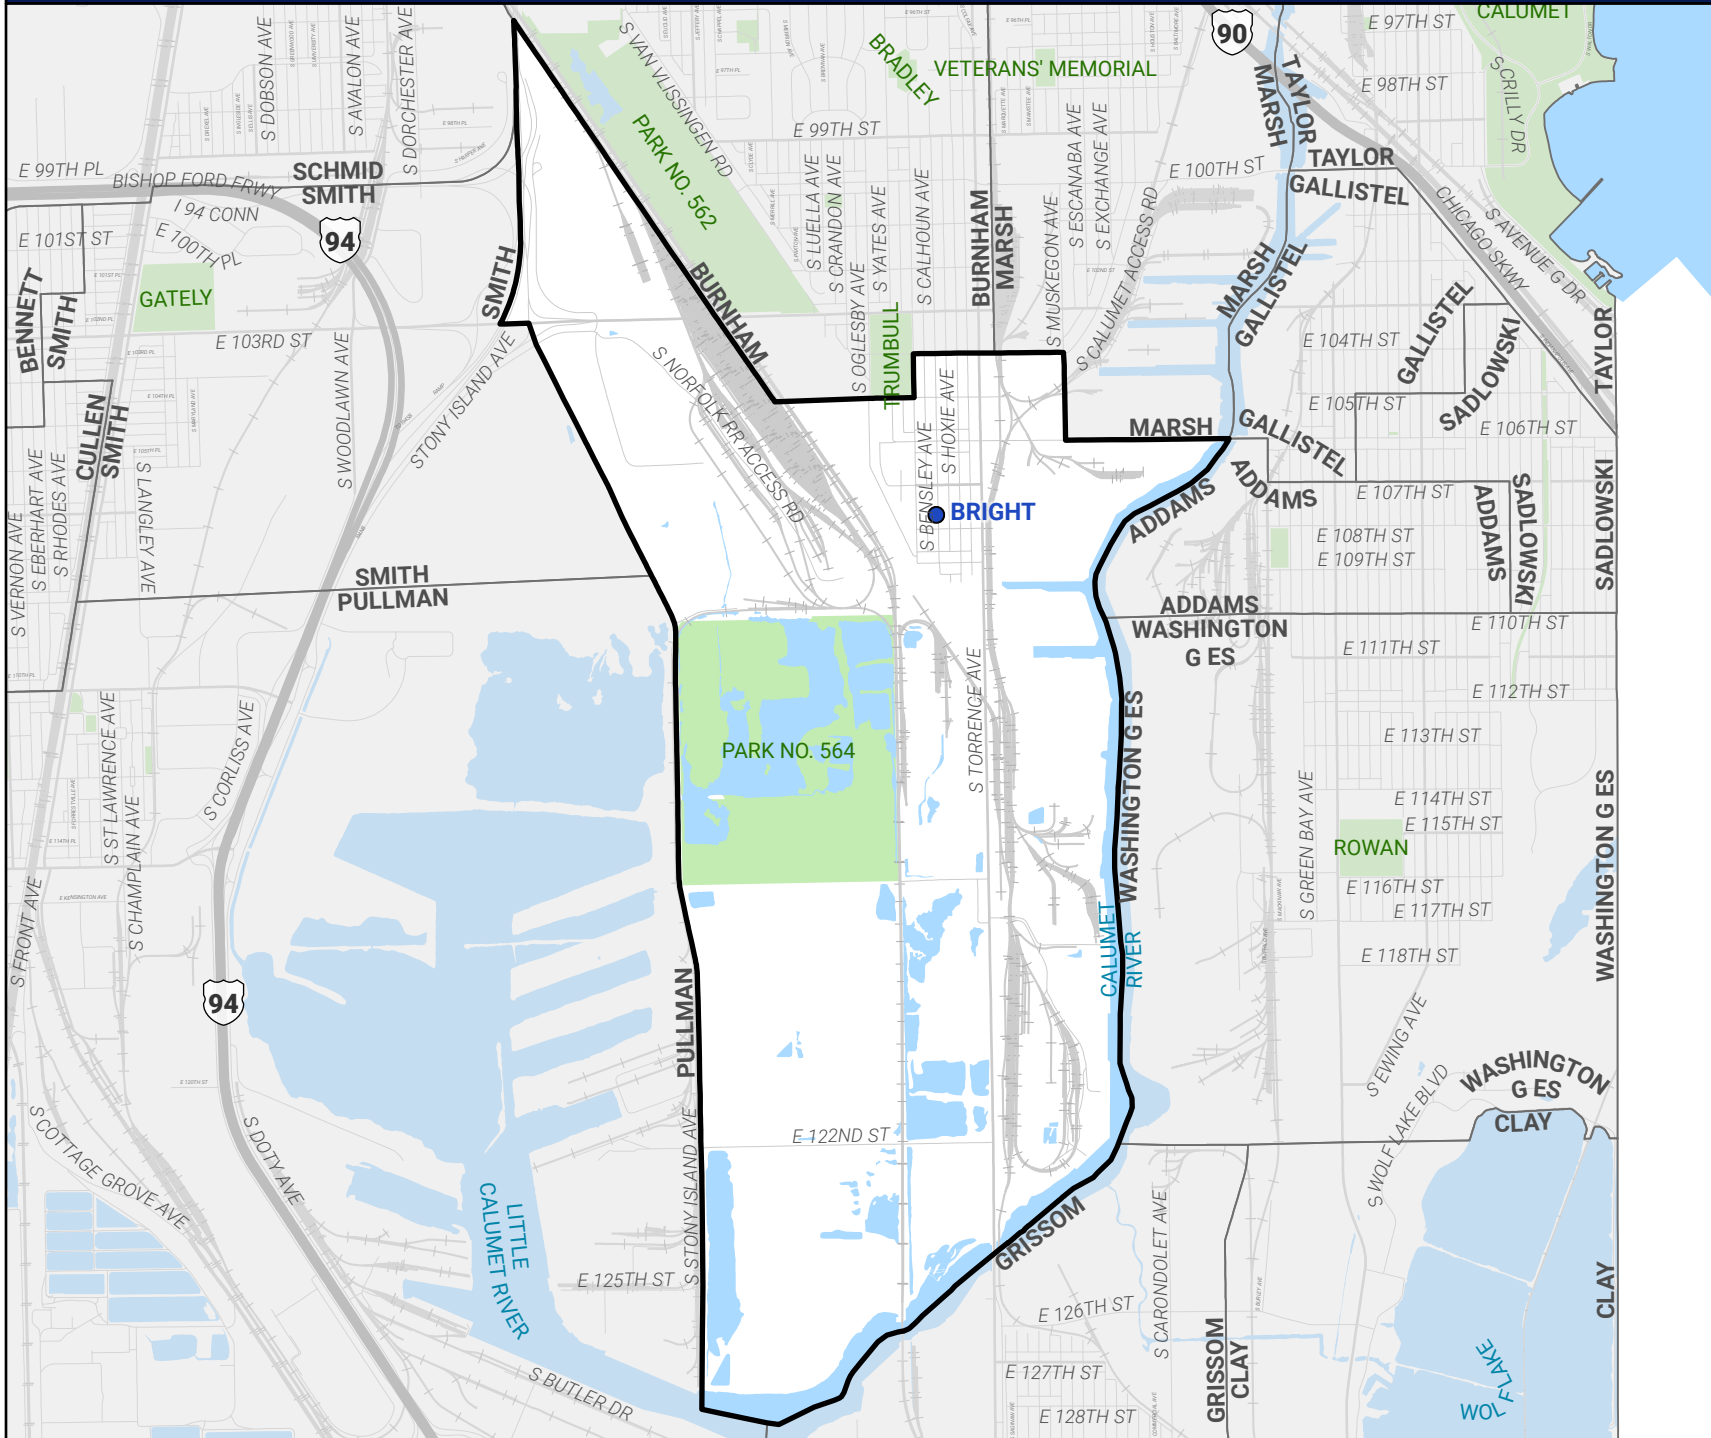 CALUMET
E 97TH ST
90
S DOBSON AVE
S AVALON AVE
S DORCHESTER AVE
S VAN VLISSINGEN RD
BRADLEY
VETERANS' MEMORIAL
TAYLOR
MARSH
E 98TH ST
S CRILLY DR
E 99TH ST
PARK NO. 562
S ESCANABA AVE
S EXCHANGE AVE
E 99TH PL
BISHOP FORD FRWY
SCHMID
SMITH
I 94 CONN
94
E 100TH ST
TAYLOR
GALLISTEL
CHICAGO SKWY
S AVENUE G DR
E 101ST ST
E 100TH PL
S LUELLA AVE
S CRANDON AVE
S YATES AVE
S CALHOUN AVE
BURNHAM
MARSH
S MUSKEGON AVE
S CALUMET ACCESS RD
MARSH
GALLISTEL
BENNETT
SMITH
GATELY
SMITH
BURNHAM
S OGLESBY AVE
TRUMBULL
E 103RD ST
S WOODLAWN AVE
STONY ISLAND AVE
S NORFOLK RR ACCESS RD
E 104TH ST
GALLISTEL
SADLOWSKI
TAYLOR
CULLEN
SMITH
S BENSLEY AVE
S HOXIE AVE
MARSH
GALLISTEL
E 105TH ST
E 106TH ST
S VERNON AVE
S EBERHART AVE
S RHODES AVE
S LANGLEY AVE
BRIGHT
ADDAMS
ADDAMS
E 107TH ST
ADDAMS
SADLOWSKI
SADLOWSKI
E 108TH ST
E 109TH ST
SMITH
PULLMAN
ADDAMS
WASHINGTON
G ES
E 110TH ST
E 111TH ST
E 112TH ST
S ST LAWRENCE AVE
S CORLISS AVE
S CHAMPLAIN AVE
PARK NO. 564
S TORRENCE AVE
WASHINGTON G ES
S GREEN BAY AVE
E 113TH ST
E 114TH ST
E 115TH ST
ROWAN
E 116TH ST
E 117TH ST
E 118TH ST
WASHINGTON G ES
S FRONT AVE
CALUMET
RIVER
94
PULLMAN
S EWING AVE
S WOLF LAKE BLVD
WASHINGTON
G ES
CLAY
E 120TH ST
S COTTAGE GROVE AVE
S DOTY AVE
S STONY ISLAND AVE
E 122ND ST
LITTLE
CALUMET RIVER
GRISSOM
S CARONDOLET AVE
E 125TH ST
E 126TH ST
GRISSOM
CLAY
CLAY
S BUTLER DR
E 127TH ST
E 128TH ST
WOLF LAKE